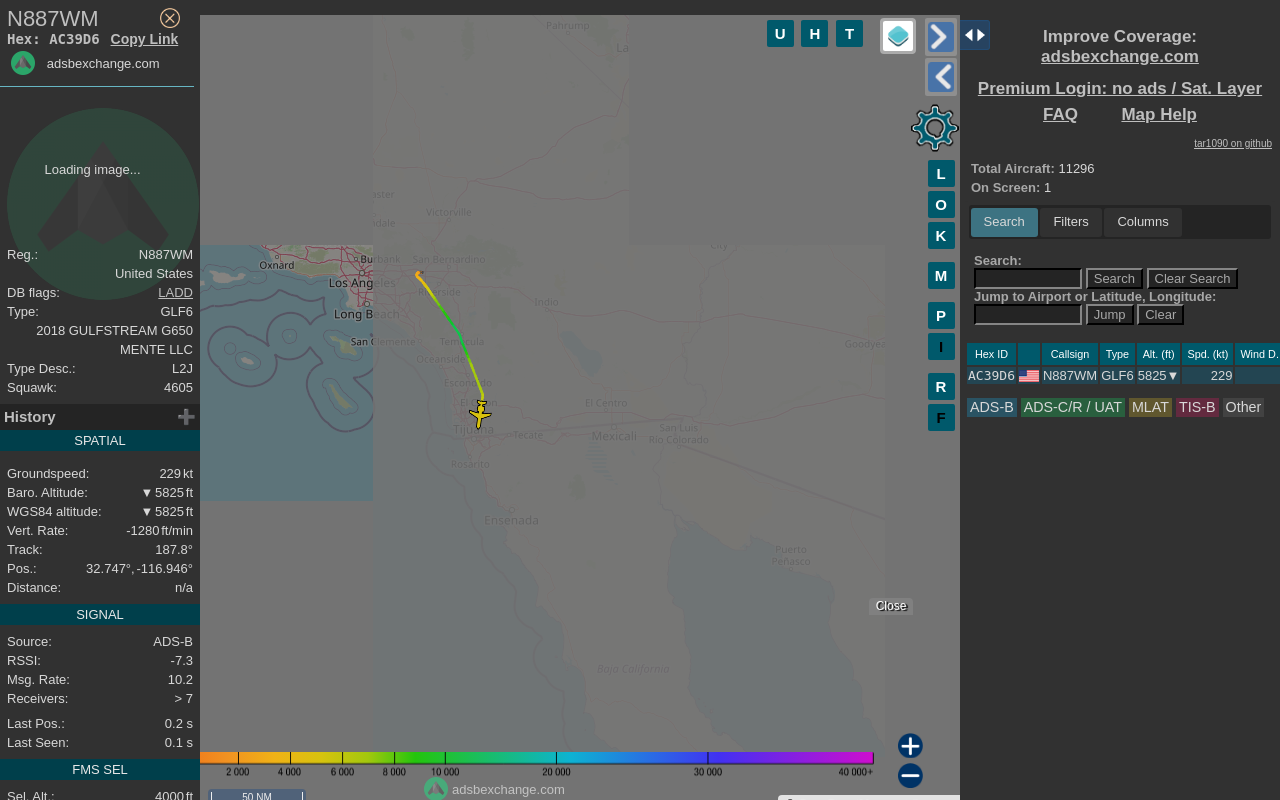 N887WM
Hex: AC39D6 Copy Link
adsbexchange.com
Loading image...
Reg.: N887WM
United States
DB flags: LADD
Type: GLF6
2018 GULFSTREAM G650
MENTE LLC
Type Desc.: L2J
Squawk: 4605
History
SPATIAL
Groundspeed: 229 kt
Baro. Altitude: ▼ 5825 ft
WGS84 altitude: ▼ 5825 ft
Vert. Rate: -1280 ft/min
Track: 187.8°
Pos.: 32.747°, -116.946°
Distance: n/a
SIGNAL
Source: ADS-B
RSSI: -7.3
Msg. Rate: 10.2
Receivers: > 7
Last Pos.: 0.2 s
Last Seen: 0.1 s
FMS SEL
Sel. Alt.: 4000 ft
U H T
Pahrump
La
aster
dale
Victorville
Oxnard
Burbank
San Bernardino
Los Angeles
Riverside
Long Beach
Indio
City
San Clemente
Temecula
Oceanside
Goodyea
Escondido
El Cajon
El Centro
Tijuana
Tecate
Mexicali
San Luis
Río Colorado
Rosarito
Ensenada
Puerto
Peñasco
Baja California
L
O
K
M
P
I
R
F
Close
2 000 4 000 6 000 8 000 10 000 20 000 30 000 40 000+
adsbexchange.com
50 NM
Improve Coverage:
adsbexchange.com
Premium Login: no ads / Sat. Layer
FAQ Map Help
tar1090 on github
Total Aircraft: 11296
On Screen: 1
Search Filters Columns
Search:
Search Clear Search
Jump to Airport or Latitude, Longitude:
Jump Clear
Hex ID Callsign Type Alt. (ft) Spd. (kt) Wind D.
AC39D6 N887WM GLF6 5825▼ 229
ADS-B ADS-C/R / UAT MLAT TIS-B Other